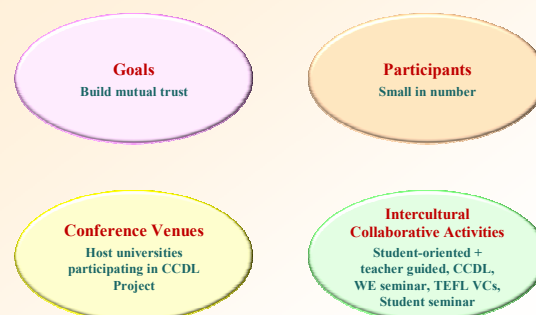 Goals
Build mutual trust
Participants
Small in number
Conference Venues
Host universities
participating in CCDL
Project
Intercultural
Collaborative Activities
Student-oriented +
teacher guided, CCDL,
WE seminar, TEFL VCs,
Student seminar